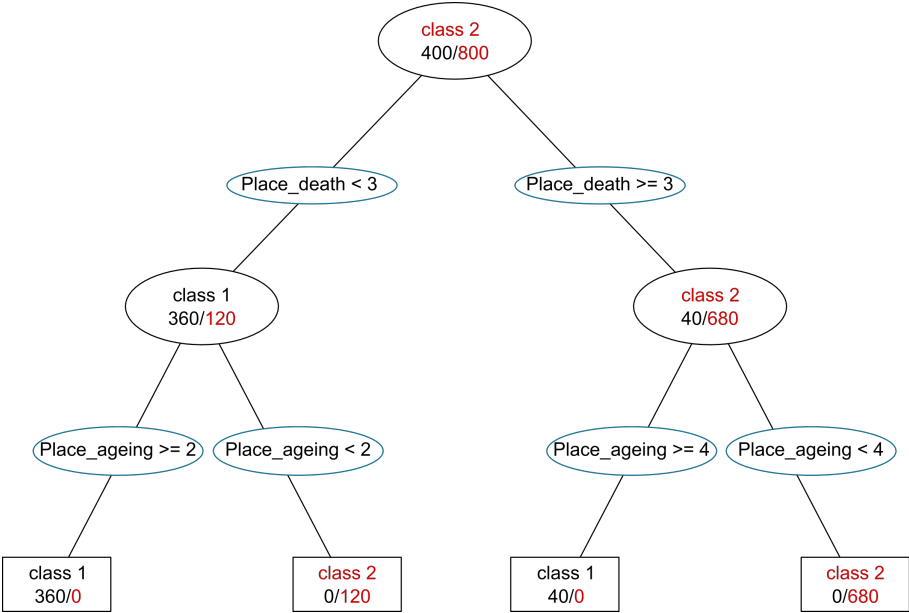 class 2
400/800
Place_death < 3
Place_death >= 3
class 1
360/120
class 2
40/680
Place_ageing >= 2
Place_ageing < 2
Place_ageing >= 4
Place_ageing < 4
class 1
360/0
class 2
0/120
class 1
40/0
class 2
0/680